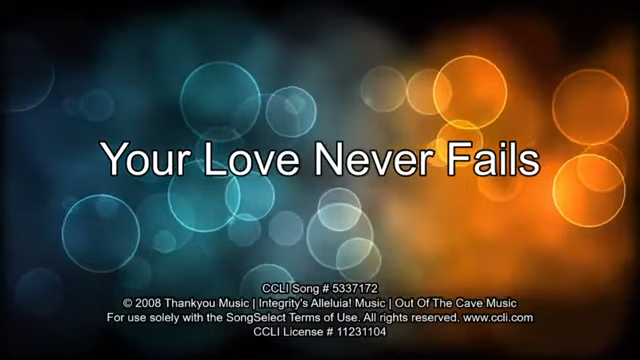 Your Love Never Fails
CCLI Song # 5337172
© 2008 Thankyou Music | Integrity's Alleluia! Music | Out Of The Cave Music
For use solely with the SongSelect Terms of Use. All rights reserved. www.ccli.com
CCLI License # 11231104